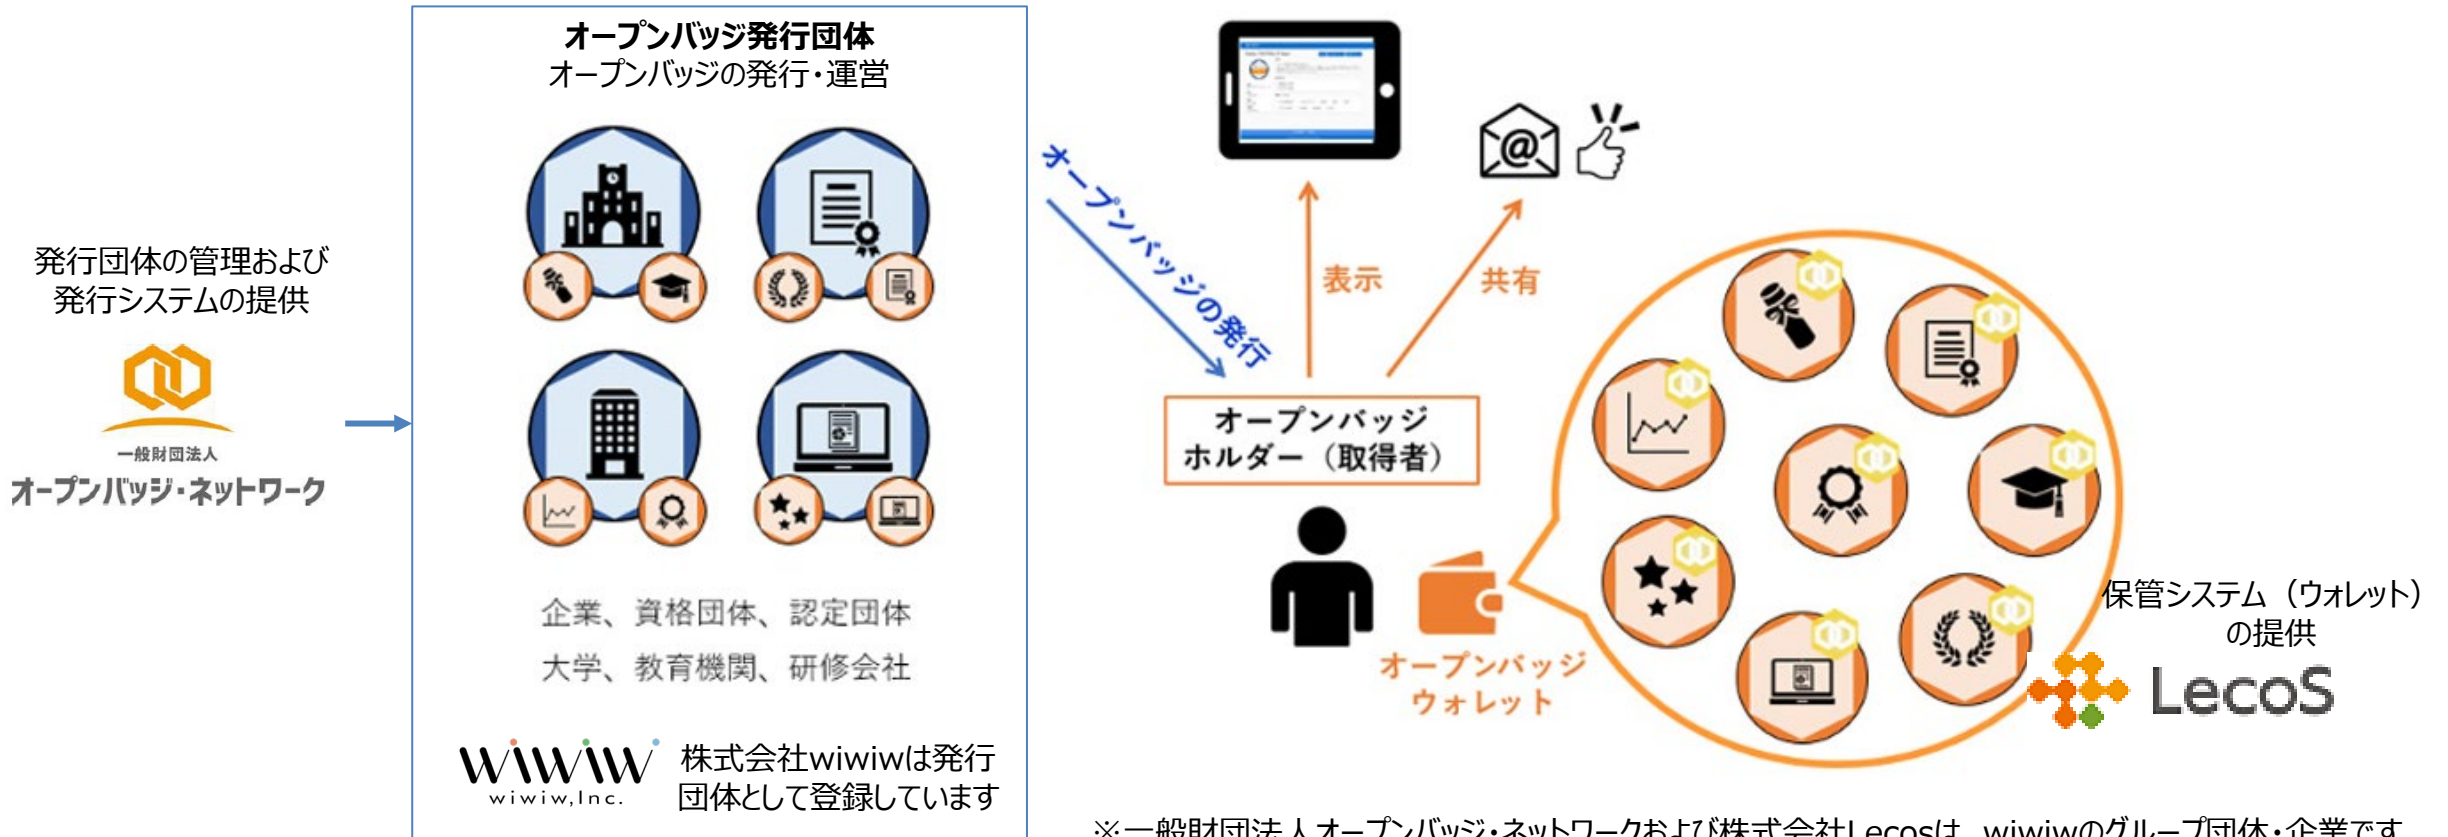 発行団体の管理および
発行システムの提供
一般財団法人
オープンバッジ・ネットワーク
オープンバッジ発行団体
オープンバッジの発行・運営
企業、資格団体、認定団体
大学、教育機関、研修会社
wiwiw
wiwiw,Inc.
株式会社wiwiwは発行
団体として登録しています
オープンバッジの発行
@
表示
共有
オープンバッジ
ホルダー（取得者）
オープンバッジ
ウォレット
保管システム（ウォレット）
の提供
LecoS
※一般財団法人オープンバッジ・ネットワークおよび株式会社Lecosは、wiwiwのグループ団体・企業です